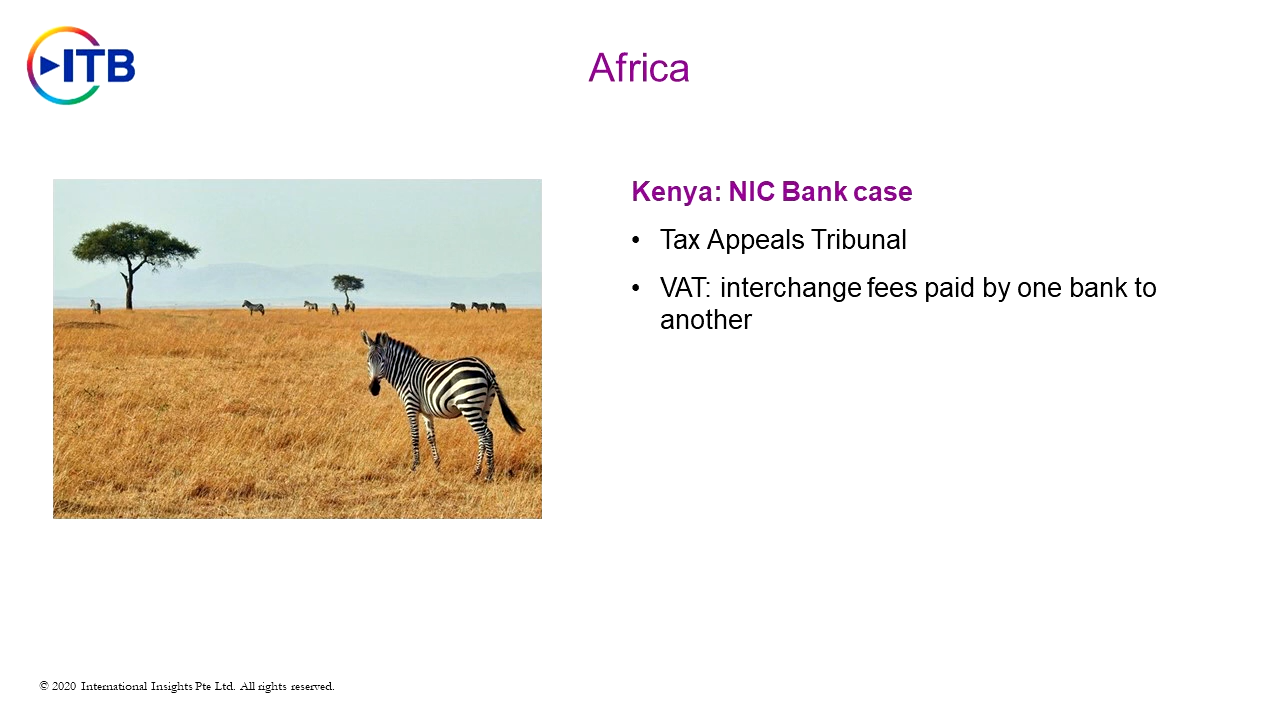 ITB
Africa
Kenya: NIC Bank case
• Tax Appeals Tribunal
• VAT: interchange fees paid by one bank to
another
© 2020 International Insights Pte Ltd. All rights reserved.